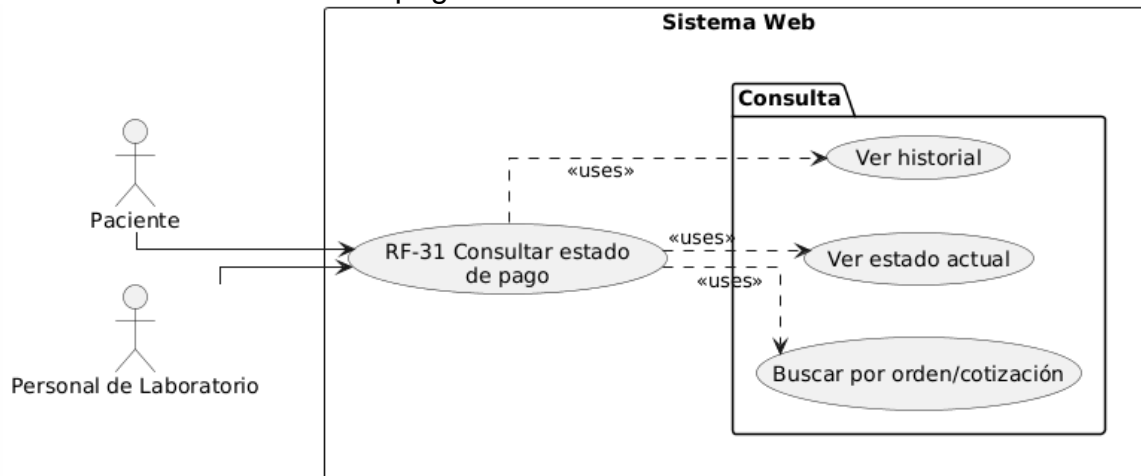 Sistema Web
Consulta
Ver historial
«uses»
Paciente
«uses»
RF-31 Consultar estado
de pago
Ver estado actual
«uses»
Buscar por orden/cotización
Personal de Laboratorio